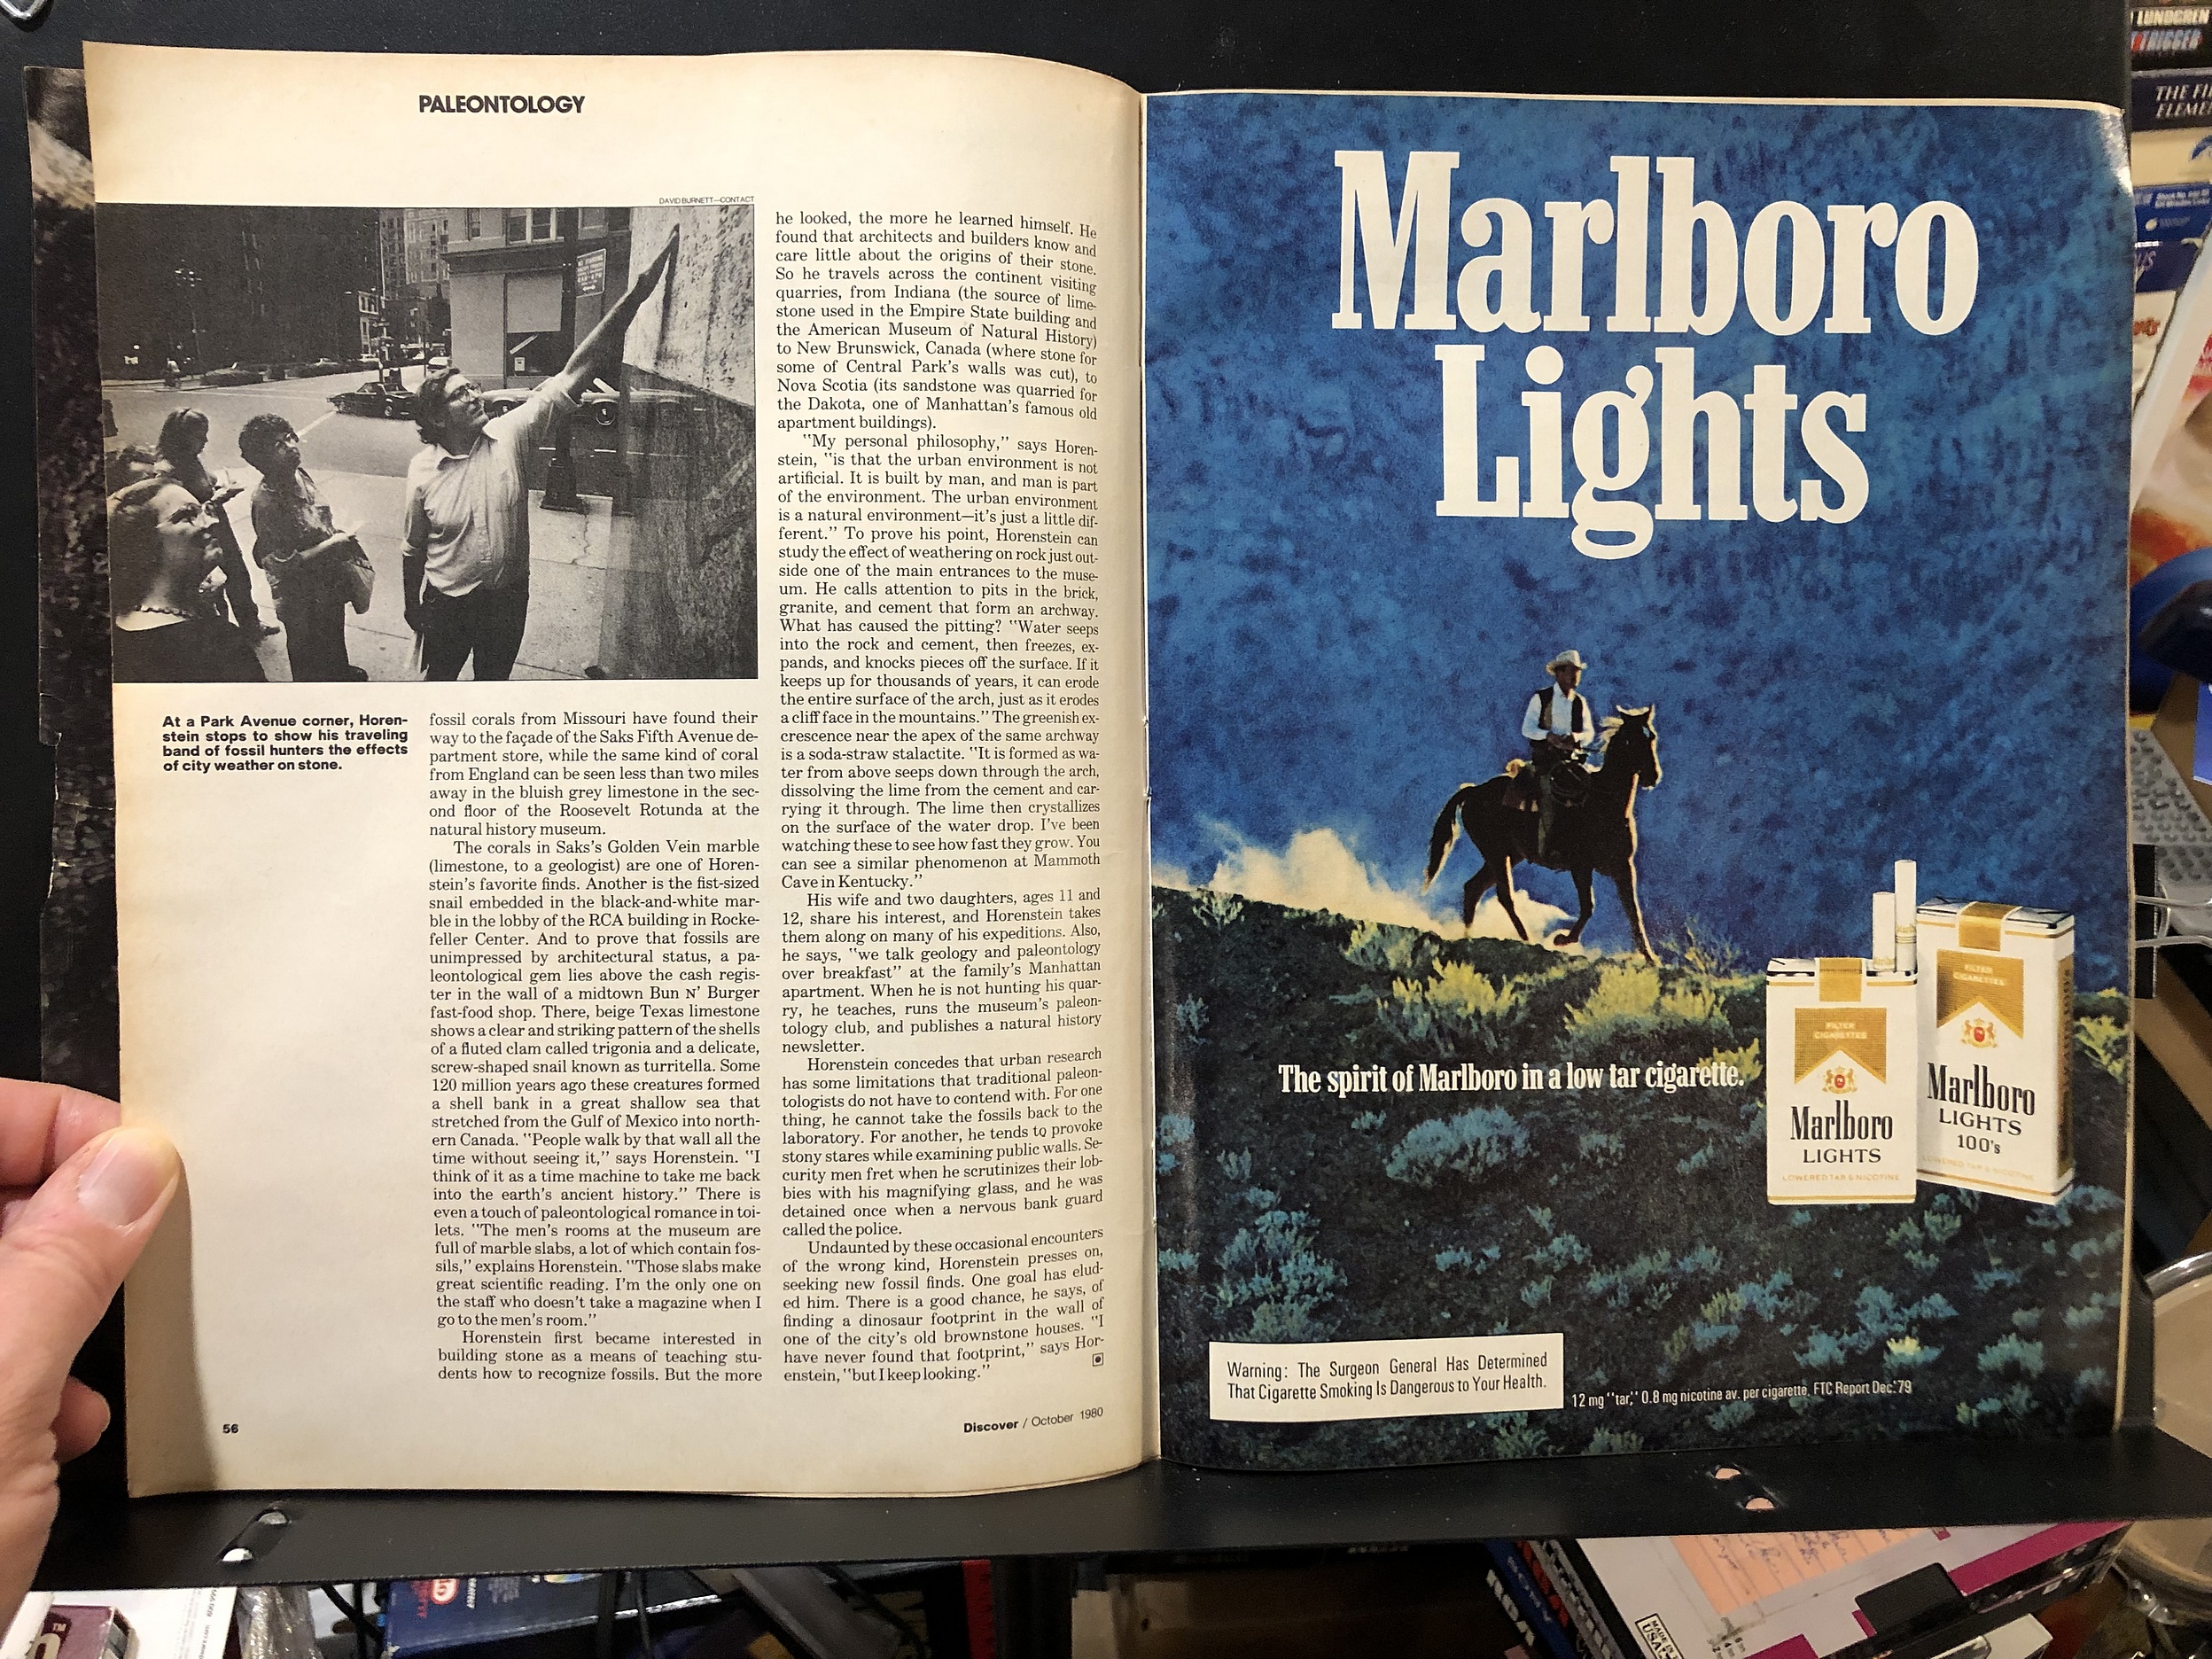 PALEONTOLOGY
DAVID BURNETT—CONTACT
At a Park Avenue corner, Horen-
stein stops to show his traveling
band of fossil hunters the effects
of city weather on stone.
fossil corals from Missouri have found their
way to the façade of the Saks Fifth Avenue de-
partment store, while the same kind of coral
from England can be seen less than two miles
away in the bluish grey limestone in the sec-
ond floor of the Roosevelt Rotunda at the
natural history museum.
The corals in Saks's Golden Vein marble
(limestone, to a geologist) are one of Horen-
stein's favorite finds. Another is the fist-sized
snail embedded in the black-and-white mar-
ble in the lobby of the RCA building in Rocke-
feller Center. And to prove that fossils are
unimpressed by architectural status, a pa-
leontological gem lies above the cash regis-
ter in the wall of a midtown Bun N' Burger
fast-food shop. There, beige Texas limestone
shows a clear and striking pattern of the shells
of a fluted clam called trigonia and a delicate,
screw-shaped snail known as turritella. Some
120 million years ago these creatures formed
a shell bank in a great shallow sea that
stretched from the Gulf of Mexico into north-
ern Canada. "People walk by that wall all the
time without seeing it," says Horenstein. "I
think of it as a time machine to take me back
into the earth's ancient history." There is
even a touch of paleontological romance in toi-
lets. "The men's rooms at the museum are
full of marble slabs, a lot of which contain fos-
sils," explains Horenstein. "Those slabs make
great scientific reading. I'm the only one on
the staff who doesn't take a magazine when I
go to the men's room."
Horenstein first became interested in
building stone as a means of teaching stu-
dents how to recognize fossils. But the more
he looked, the more he learned himself. He
found that architects and builders know and
care little about the origins of their stone.
So he travels across the continent visiting
quarries, from Indiana (the source of lime-
stone used in the Empire State building and
the American Museum of Natural History)
to New Brunswick, Canada (where stone for
some of Central Park's walls was cut), to
Nova Scotia (its sandstone was quarried for
the Dakota, one of Manhattan's famous old
apartment buildings).
"My personal philosophy," says Horen-
stein, "is that the urban environment is not
artificial. It is built by man, and man is part
of the environment. The urban environment
is a natural environment—it's just a little dif-
ferent." To prove his point, Horenstein can
study the effect of weathering on rock just out-
side one of the main entrances to the muse-
um. He calls attention to pits in the brick,
granite, and cement that form an archway.
What has caused the pitting? "Water seeps
into the rock and cement, then freezes, ex-
pands, and knocks pieces off the surface. If it
keeps up for thousands of years, it can erode
the entire surface of the arch, just as it erodes
a cliff face in the mountains." The greenish ex-
crescence near the apex of the same archway
is a soda-straw stalactite. "It is formed as wa-
ter from above seeps down through the arch,
dissolving the lime from the cement and car-
rying it through. The lime then crystallizes
on the surface of the water drop. I've been
watching these to see how fast they grow. You
can see a similar phenomenon at Mammoth
Cave in Kentucky."
His wife and two daughters, ages 11 and
12, share his interest, and Horenstein takes
them along on many of his expeditions. Also,
he says, "we talk geology and paleontology
over breakfast" at the family's Manhattan
apartment. When he is not hunting his quar-
ry, he teaches, runs the museum's paleon-
tology club, and publishes a natural history
newsletter.
Horenstein concedes that urban research
has some limitations that traditional paleon-
tologists do not have to contend with. For one
thing, he cannot take the fossils back to the
laboratory. For another, he tends to provoke
stony stares while examining public walls. Se-
curity men fret when he scrutinizes their lob-
bies with his magnifying glass, and he was
detained once when a nervous bank guard
called the police.
Undaunted by these occasional encounters
of the wrong kind, Horenstein presses on,
seeking new fossil finds. One goal has elud-
ed him. There is a good chance, he says, of
finding a dinosaur footprint in the wall of
one of the city's old brownstone houses. "I
have never found that footprint," says Hor-
enstein, "but I keep looking."
56
Discover / October 1980
Marlboro
Lights
The spirit of Marlboro in a low tar cigarette.
FILTER
CIGARETTES
Marlboro
LIGHTS
LOWERED TAR & NICOTINE
FILTER
CIGARETTES
Marlboro
LIGHTS
100's
LOWERED TAR & NICOTINE
Warning: The Surgeon General Has Determined
That Cigarette Smoking Is Dangerous to Your Health.
12 mg "tar," 0.8 mg nicotine av. per cigarette, FTC Report Dec.'79
LUNDGREN
TRIGGER
MADE IN
USA